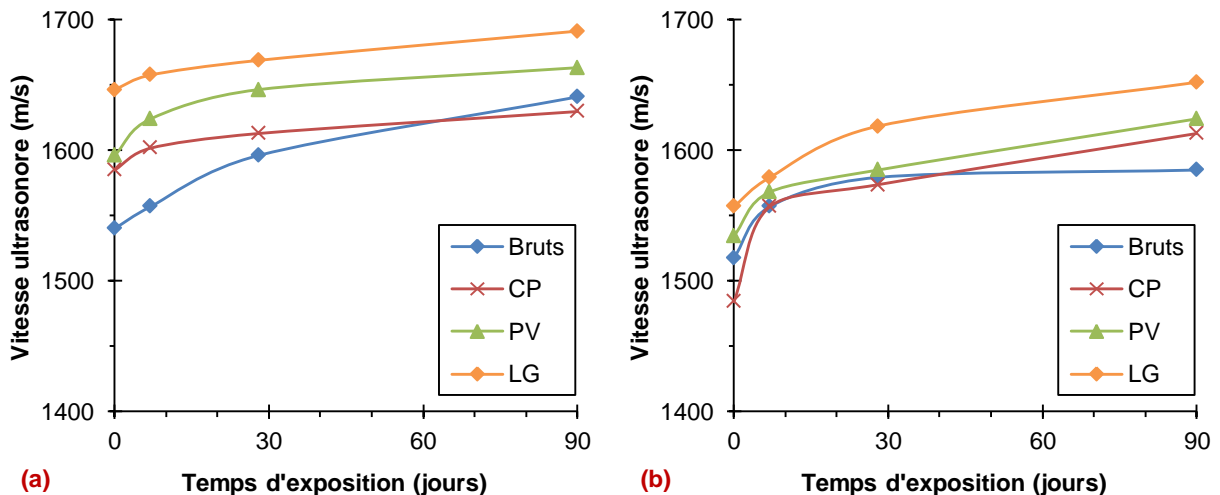 1700
1600
1500
1400
Vitesse ultrasonore (m/s)
0
30
60
90
Temps d'exposition (jours)
Bruts
CP
PV
LG
(a)
1700
1600
1500
1400
Vitesse ultrasonore (m/s)
0
30
60
90
Temps d'exposition (jours)
Bruts
CP
PV
LG
(b)